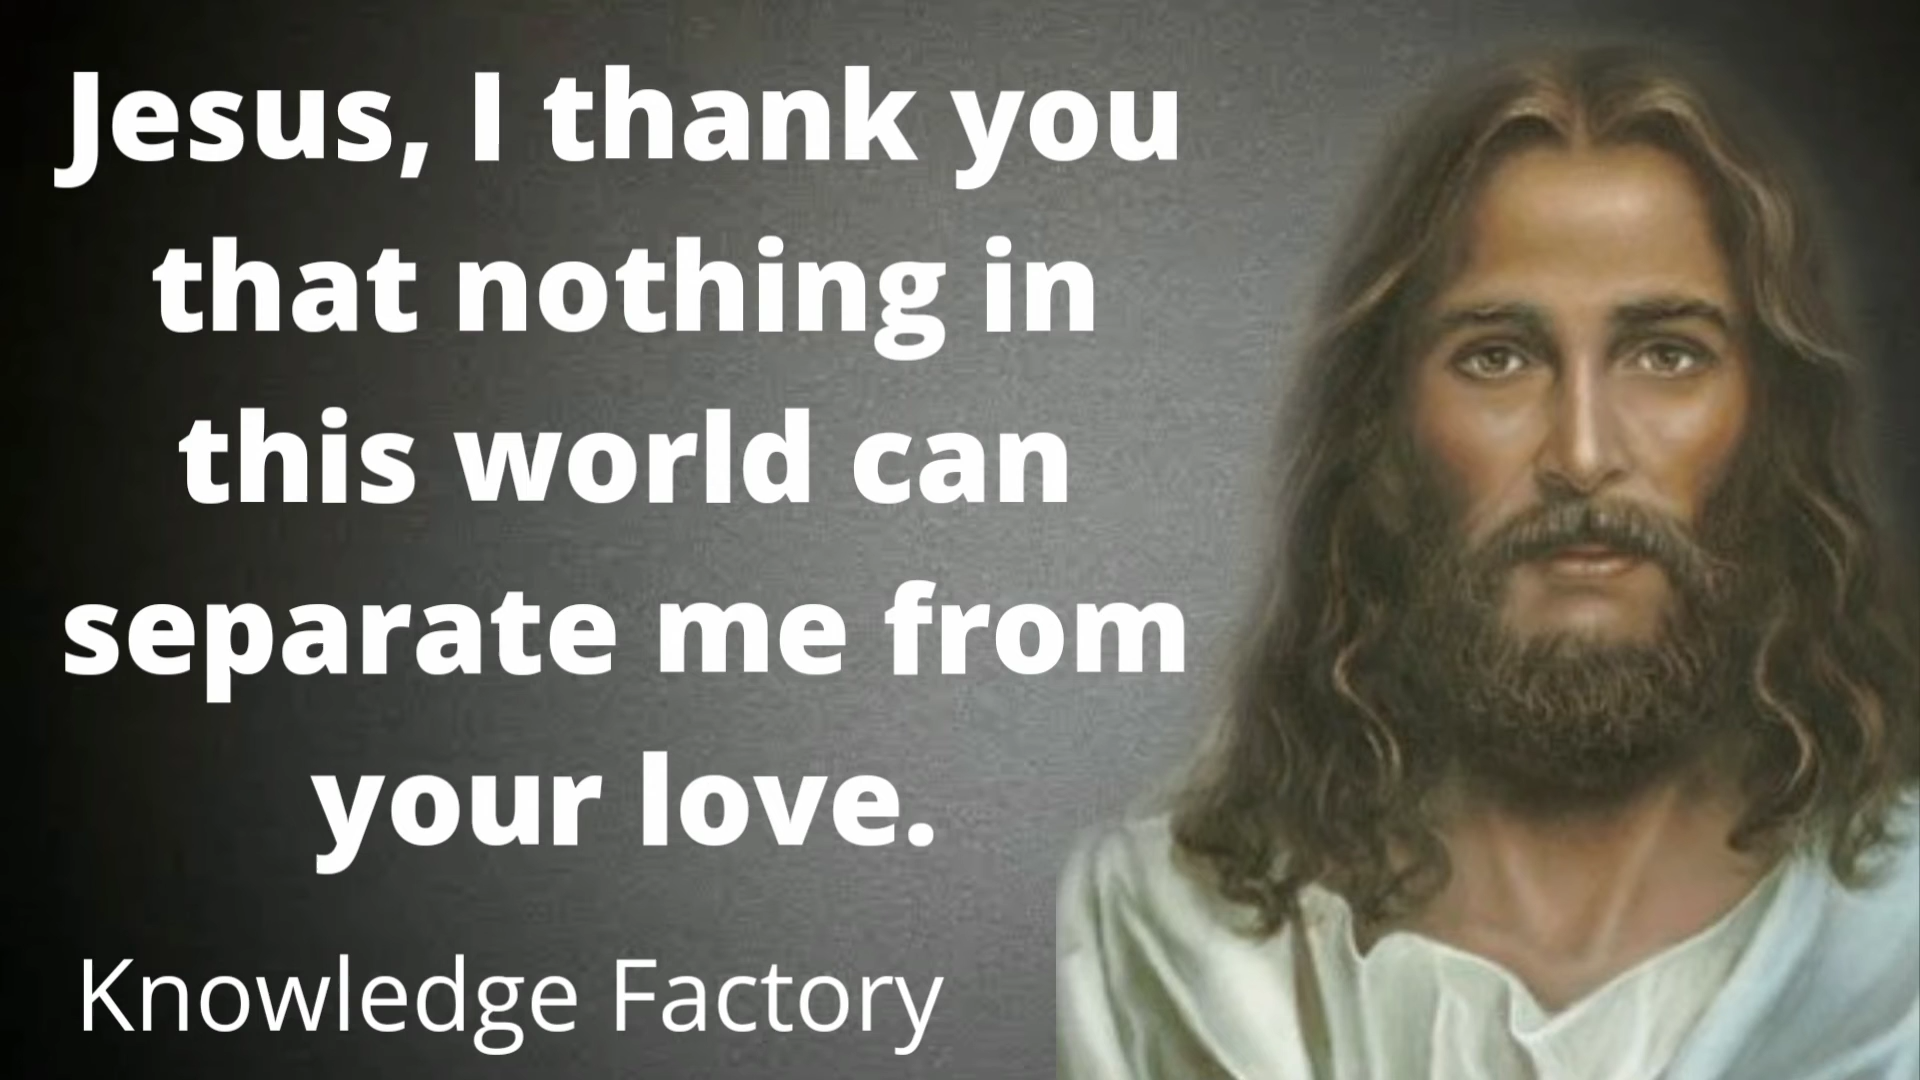 Jesus, I thank you
that nothing in
this world can
separate me from
your love.
Knowledge Factory